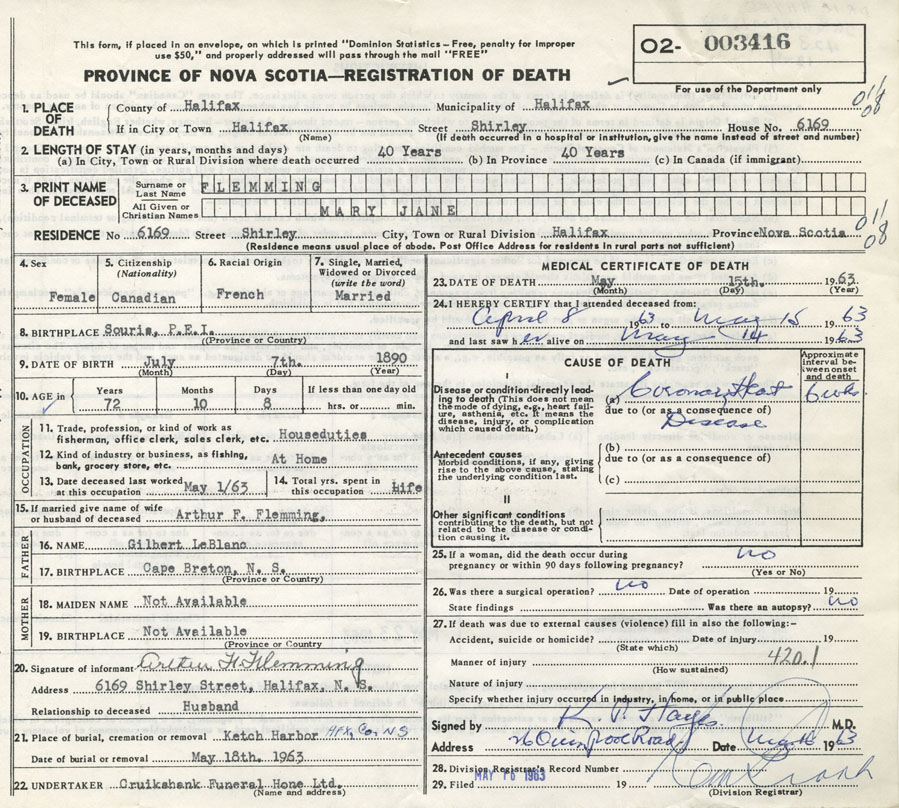 This form, if placed in an envelope, on which is printed "Dominion Statistics – Free, penalty for improper
use $50," and properly addressed will pass through the mail "FREE"
O2- 003416
For use of the Department only
PROVINCE OF NOVA SCOTIA—REGISTRATION OF DEATH
1. PLACE OF DEATH
County of Halifax Municipality of Halifax
If in City or Town Halifax Street Shirley House No. 6169
(Name) (If death occurred in a hospital or institution, give the name instead of street and number)
2. LENGTH OF STAY (in years, months and days)
(a) In City, Town or Rural Division where death occurred 40 Years (b) In Province 40 Years (c) In Canada (if immigrant)
3. PRINT NAME OF DECEASED
Surname or Last Name FLEMMING
All Given or Christian Names MARY JANE
RESIDENCE No 6169 Street Shirley City, Town or Rural Division Halifax Province Nova Scotia
(Residence means usual place of abode. Post Office Address for residents in rural parts not sufficient)
4. Sex Female
5. Citizenship (Nationality) Canadian
6. Racial Origin French
7. Single, Married, Widowed or Divorced (write the word) Married
8. BIRTHPLACE Souris, P.E.I.
(Province or Country)
9. DATE OF BIRTH July 7th. 1890
(Month) (Day) (Year)
10. AGE in Years 72 Months 10 Days 8 If less than one day old hrs. or min.
OCCUPATION
11. Trade, profession, or kind of work as fisherman, office clerk, sales clerk, etc. Houseduties
12. Kind of industry or business, as fishing, bank, grocery store, etc. At Home
13. Date deceased last worked at this occupation May 1/63
14. Total yrs. spent in this occupation Life
15. If married give name of wife or husband of deceased Arthur F. Flemming,
FATHER
16. NAME Gilbert LeBlanc
17. BIRTHPLACE Cape Breton, N. S.
(Province or Country)
MOTHER
18. MAIDEN NAME Not Available
19. BIRTHPLACE Not Available
(Province or Country
20. Signature of informant Arthur F Flemming
Address 6169 Shirley Street, Halifax, N. S.
Relationship to deceased Husband
21. Place of burial, cremation or removal Ketch Harbor HFX, Co. NS
Date of burial or removal May 18th. 1963
22. UNDERTAKER Cruikshank Funeral Hone Ltd.
(Name and address)
MEDICAL CERTIFICATE OF DEATH
23. DATE OF DEATH May 15th. 1963
(Month) (Day) (Year)
24. I HEREBY CERTIFY that I attended deceased from:
April 8 1963 to May 15 1963
and last saw her alive on May 14 1963
CAUSE OF DEATH
Approximate interval between onset and death
I
Disease or condition directly leading to death (This does not mean the mode of dying, e.g., heart failure, asthenia, etc. It means the disease, injury, or complication which caused death.)
(a) Coronary Heart 6 wks.
due to (or as a consequence of)
Disease
Antecedent causes
Morbid conditions, if any, giving rise to the above cause, stating the underlying condition last.
(b)
due to (or as a consequence of)
(c)
II
Other significant conditions
contributing to the death, but not related to the disease or condition causing it.
25. If a woman, did the death occur during pregnancy or within 90 days following pregnancy? no
(Yes or No)
26. Was there a surgical operation? no Date of operation 19
State findings Was there an autopsy? no
27. If death was due to external causes (violence) fill in also the following:–
Accident, suicide or homicide? Date of injury 19
(State which)
Manner of injury 420.1
(How sustained)
Nature of injury
Specify whether injury occurred in industry, in home, or in public place
Signed by M.D.
Address 26 Quinpool Road Date 1963
28. Division Registrar's Record Number
29. Filed MAY 16 1963 19
(Division Registrar)